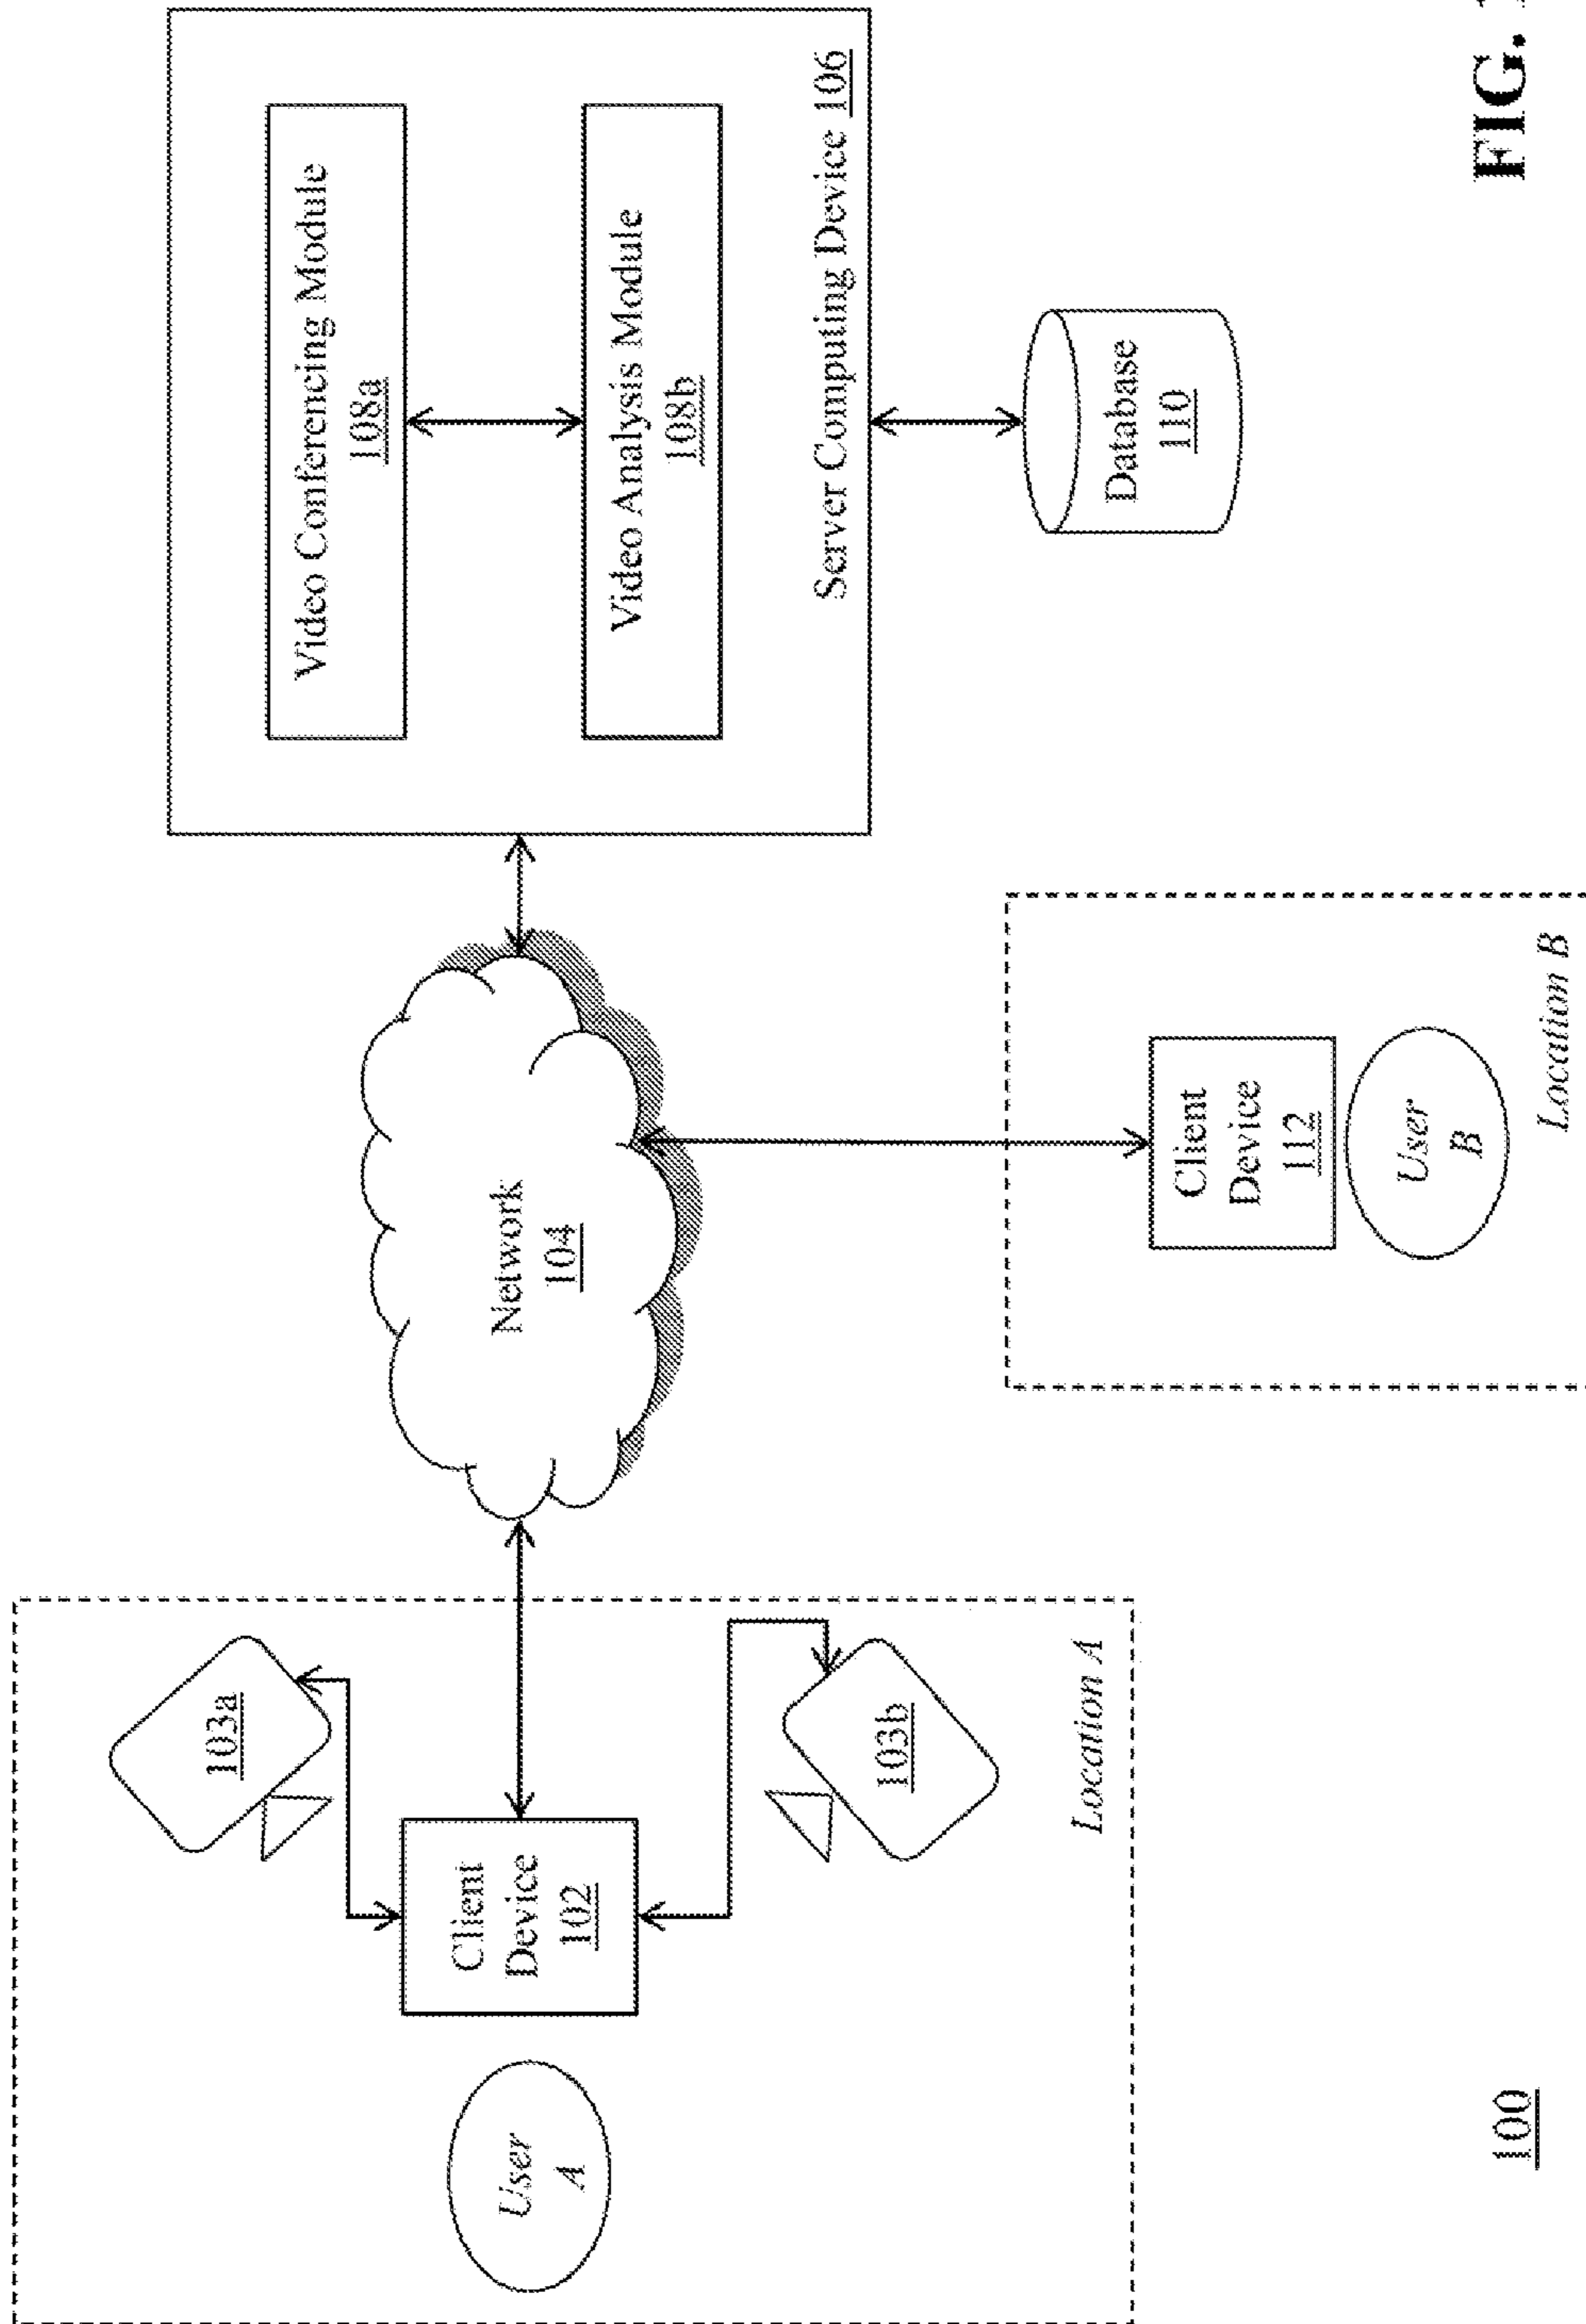 Video Conferencing Module
108a
Video Analysis Module
108b
Server Computing Device 106
Database
110
Network
104
103a
Client
Device
102
103b
User
A
Location A
Client
Device
112
User
B
Location B
100
FIG.